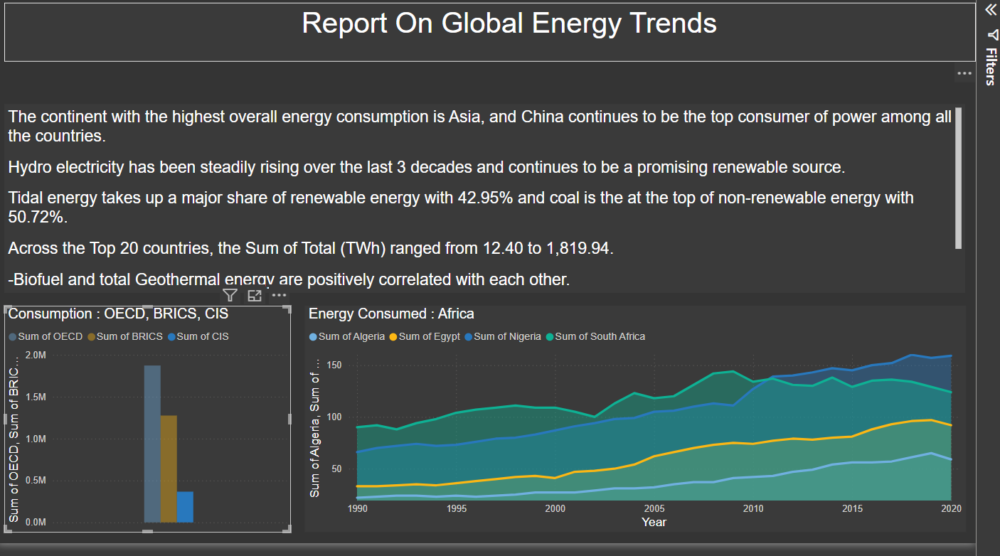 Report On Global Energy Trends
Filters
The continent with the highest overall energy consumption is Asia, and China continues to be the top consumer of power among all
the countries.
Hydro electricity has been steadily rising over the last 3 decades and continues to be a promising renewable source.
Tidal energy takes up a major share of renewable energy with 42.95% and coal is the at the top of non-renewable energy with
50.72%.
Across the Top 20 countries, the Sum of Total (TWh) ranged from 12.40 to 1,819.94.
-Biofuel and total Geothermal energy are positively correlated with each other.
Consumption : OECD, BRICS, CIS
Sum of OECD Sum of BRICS Sum of CIS
Sum of OECD, Sum of BRIC...
2.0M
1.5M
1.0M
0.5M
0.0M
Energy Consumed : Africa
Sum of Algeria Sum of Egypt Sum of Nigeria Sum of South Africa
Sum of Algeria, Sum of ...
150
100
50
1990 1995 2000 2005 2010 2015 2020
Year